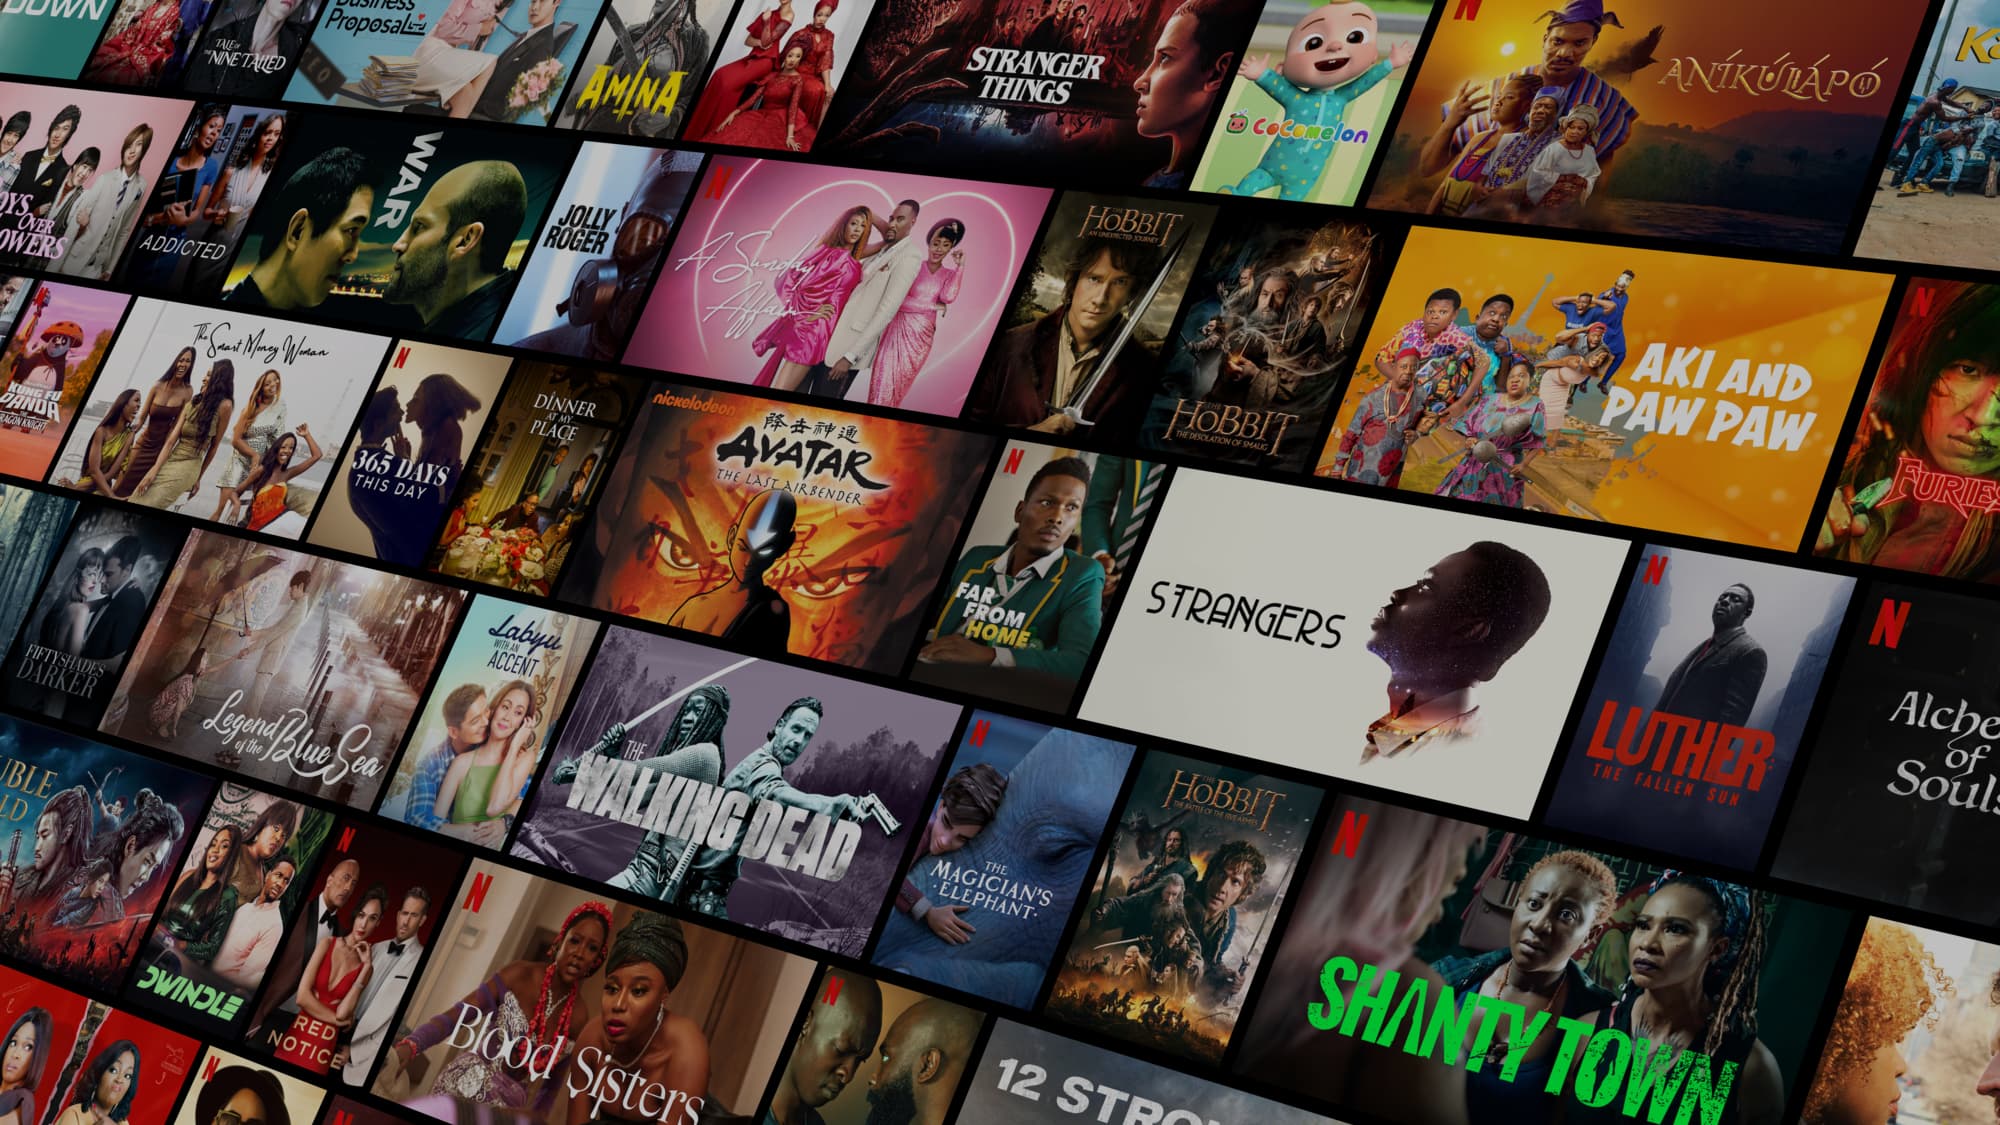 DOWN
TALE OF
THE NINE TAILED
Business
Proposal
AMINA
STRANGER
THINGS
CoComelon
N
ANÍKÚLÁPÓ
Ka
OYS
OVER
OWERS
ADDICTED
WAR
JOLLY
ROGER
N
A Sunday
Affair
THE
HOBBIT
AN UNEXPECTED JOURNEY
THE
HOBBIT
THE DESOLATION OF SMAUG
AKI AND
PAW PAW
N
FURIES
N
KUNG FU
PANDA
THE
DRAGON KNIGHT
The Smart Money Woman
N
365 DAYS
THIS DAY
DINNER
AT MY
PLACE
nickelodeon
降世神通
AVATAR
THE LAST AIRBENDER
N
FAR
FROM
HOME
STRANGERS
N
LUTHER
THE FALLEN SUN
N
Alche
of
Souls
FIFTY SHADES
DARKER
Legend
of the Blue Sea
Labyu
WITH AN
ACCENT
THE
WALKING DEAD
N
THE
MAGICIAN'S
·ELEPHANT·
THE
HOBBIT
THE BATTLE OF THE FIVE ARMIES
N
SHANTY TOWN
UBLE
LD
DWINDLE
N
RED
NOTICE
N
Blood Sisters
N
12 STRO
N
N